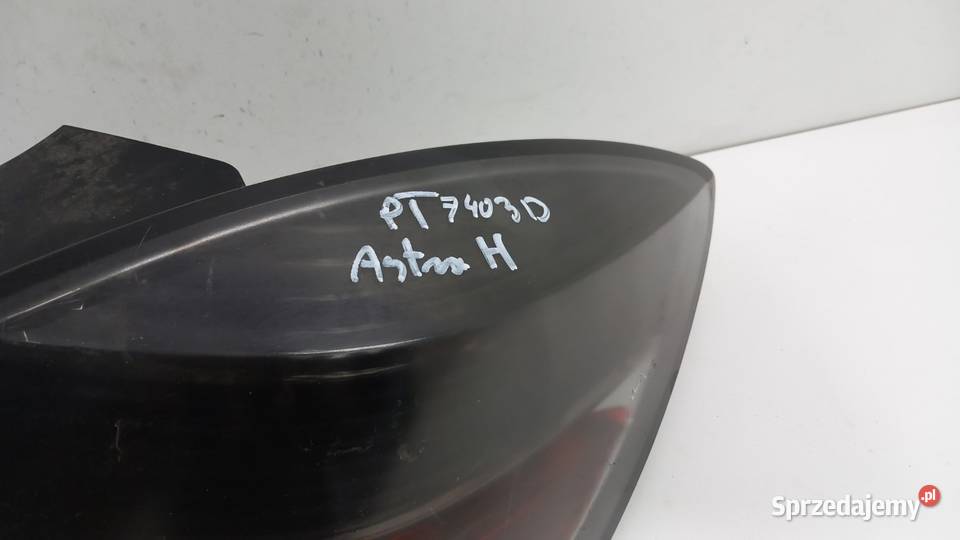 PT7403D
Astra H
Sprzedajemy.pl